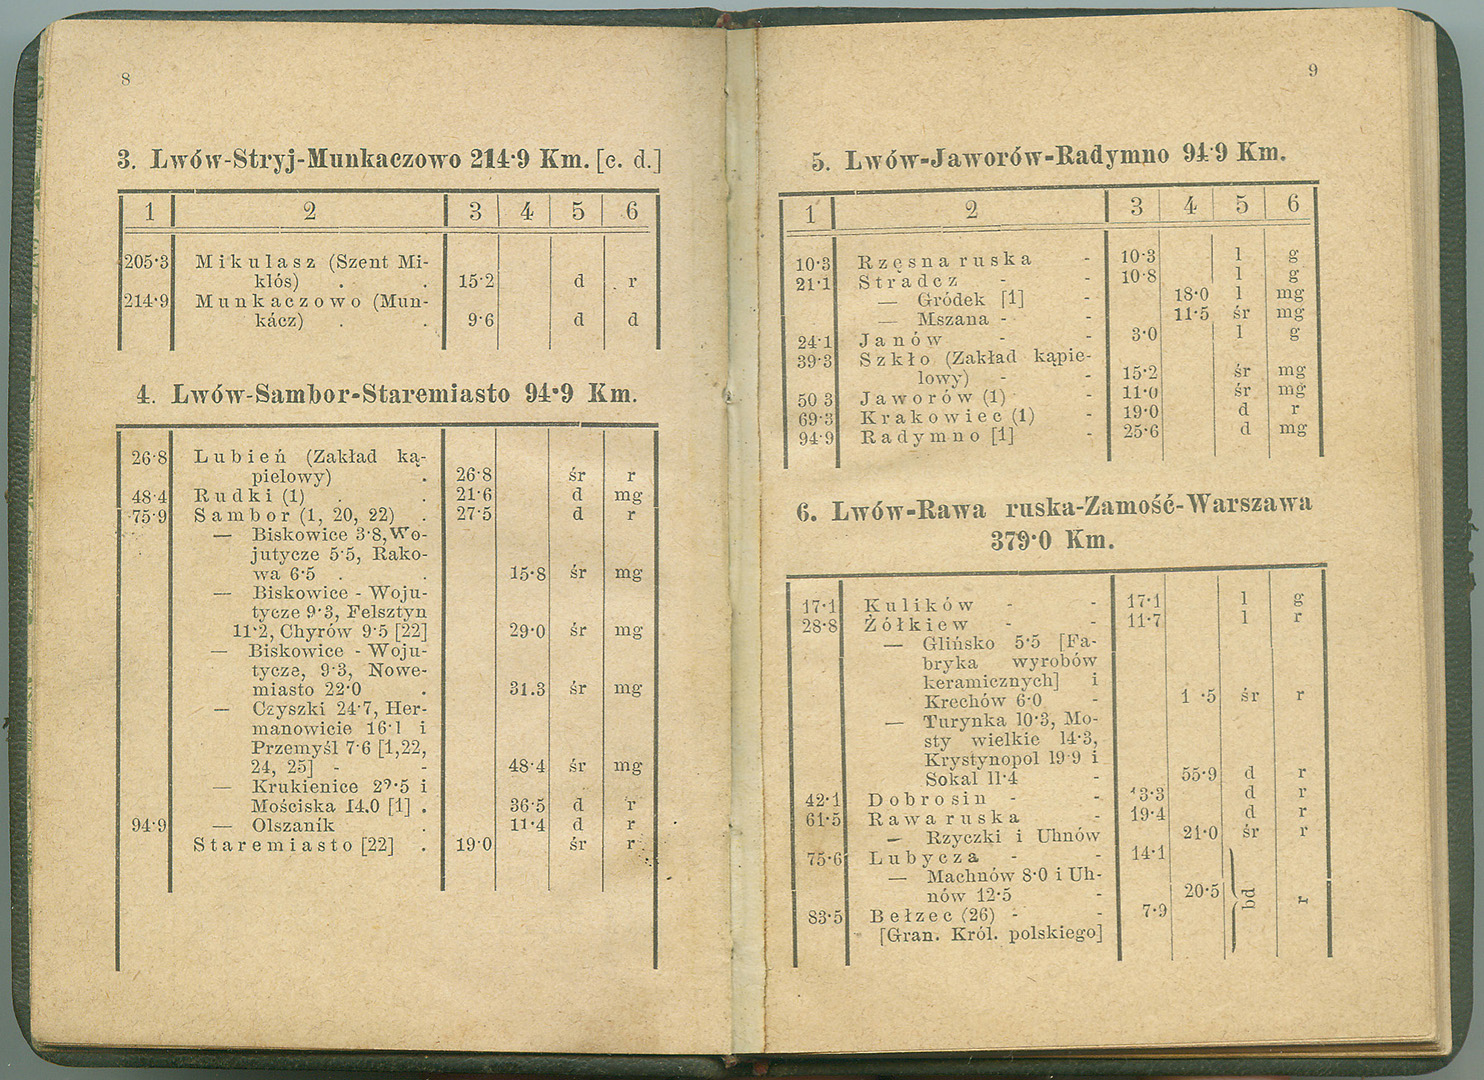 8
3. Lwów-Stryj-Munkaczowo 214·9 Km. [c. d.]
1 2 3 4 5 6
205·3 Mikulasz (Szent Mi-
klós) . . 15·2 d r
214·9 Munkaczowo (Mun-
kácz) . . 9·6 d d
4. Lwów-Sambor-Staremiasto 94·9 Km.
26·8 Lubień (Zakład ką-
pielowy) . 26·8 śr r
48·4 Rudki (1) . . 21·6 d mg
75·9 Sambor (1, 20, 22) . 27·5 d r
— Biskowice 3·8, Wo-
jutycze 5·5, Rako-
wa 6·5 . . 15·8 śr mg
— Biskowice - Woju-
tycze 9·3, Felsztyn
11·2, Chyrów 9·5 [22] 29·0 śr mg
— Biskowice - Woju-
tycze, 9·3, Nowe-
miasto 22·0 . 31.3 śr mg
— Czyszki 24·7, Her-
manowicie 16·1 i
Przemyśl 7·6 [1,22,
24, 25] - - 48·4 śr mg
— Krukienice 22·5 i
Mościska 14.0 [1] . 36·5 d r
94·9 — Olszanik . 11·4 d r
Staremiasto [22] . 19·0 śr r
9
5. Lwów-Jaworów-Radymno 94·9 Km.
1 2 3 4 5 6
10·3 Rzęsna ruska - 10·3 l g
21·1 Stradcz - - 10·8 l g
— Gródek [1] - 18·0 l mg
— Mszana - - 11·5 śr mg
24·1 Janów - - 3·0 l g
39·3 Szkło (Zakład kąpie-
lowy) - - 15·2 śr mg
50 3 Jaworów (1) - 11·0 śr mg
69·3 Krakowiec (1) - 19·0 d r
94·9 Radymno [1] - 25·6 d mg
6. Lwów-Rawa ruska-Zamość-Warszawa
379·0 Km.
17·1 Kulików - - 17·1 l g
28·8 Żółkiew - - 11·7 l r
— Glińsko 5·5 [Fa-
bryka wyrobów
keramicznych] i
Krechów 6·0 - 1 ·5 śr r
— Turynka 10·3, Mo-
sty wielkie 14·3,
Krystynopol 19·9 i
Sokal 11·4 - 55·9 d r
42·1 Dobrosin - - 13·3 d r
61·5 Rawa ruska - 19·4 d r
— Rzyczki i Uhnów 21·0 śr r
75·6 Lubycza - - 14·1
— Machnów 8·0 i Uh-
nów 12·5 - 20·5 bd r
83·5 Bełzec (26) - - 7·9
[Gran. Król. polskiego]